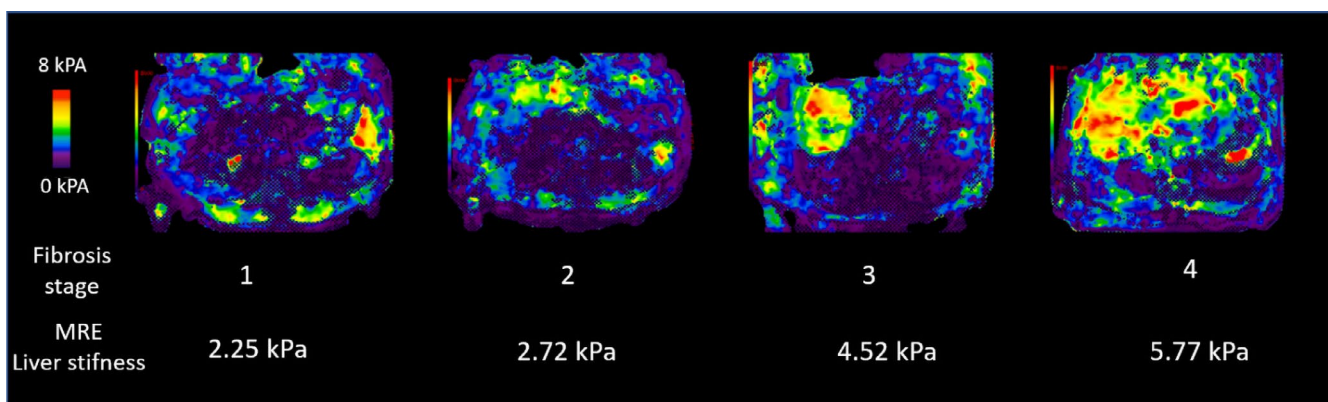 8 kPA
0 kPA
Fibrosis
stage
1
2
3
4
MRE
Liver stifness
2.25 kPa
2.72 kPa
4.52 kPa
5.77 kPa